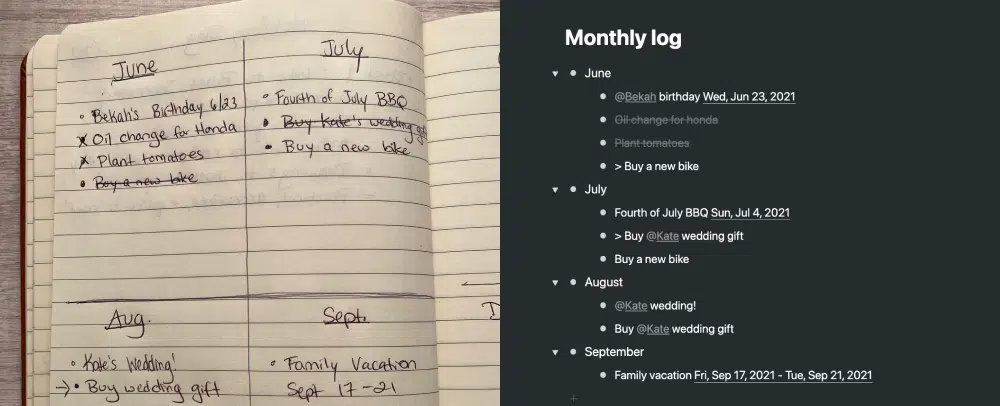 June
Bekah's Birthday 6/23
x Oil change for Honda
x Plant tomatoes
Buy a new bike
July
Fourth of July BBQ
Buy Kate's wedding gift
Buy a new bike
Aug.
Kate's Wedding!
→ • Buy wedding gift
Sept.
Family Vacation
Sept 17-21
Monthly log
June
@Bekah birthday Wed, Jun 23, 2021
Oil change for honda
Plant tomatoes
> Buy a new bike
July
Fourth of July BBQ Sun, Jul 4, 2021
> Buy @Kate wedding gift
Buy a new bike
August
@Kate wedding!
Buy @Kate wedding gift
September
Family vacation Fri, Sep 17, 2021 - Tue, Sep 21, 2021